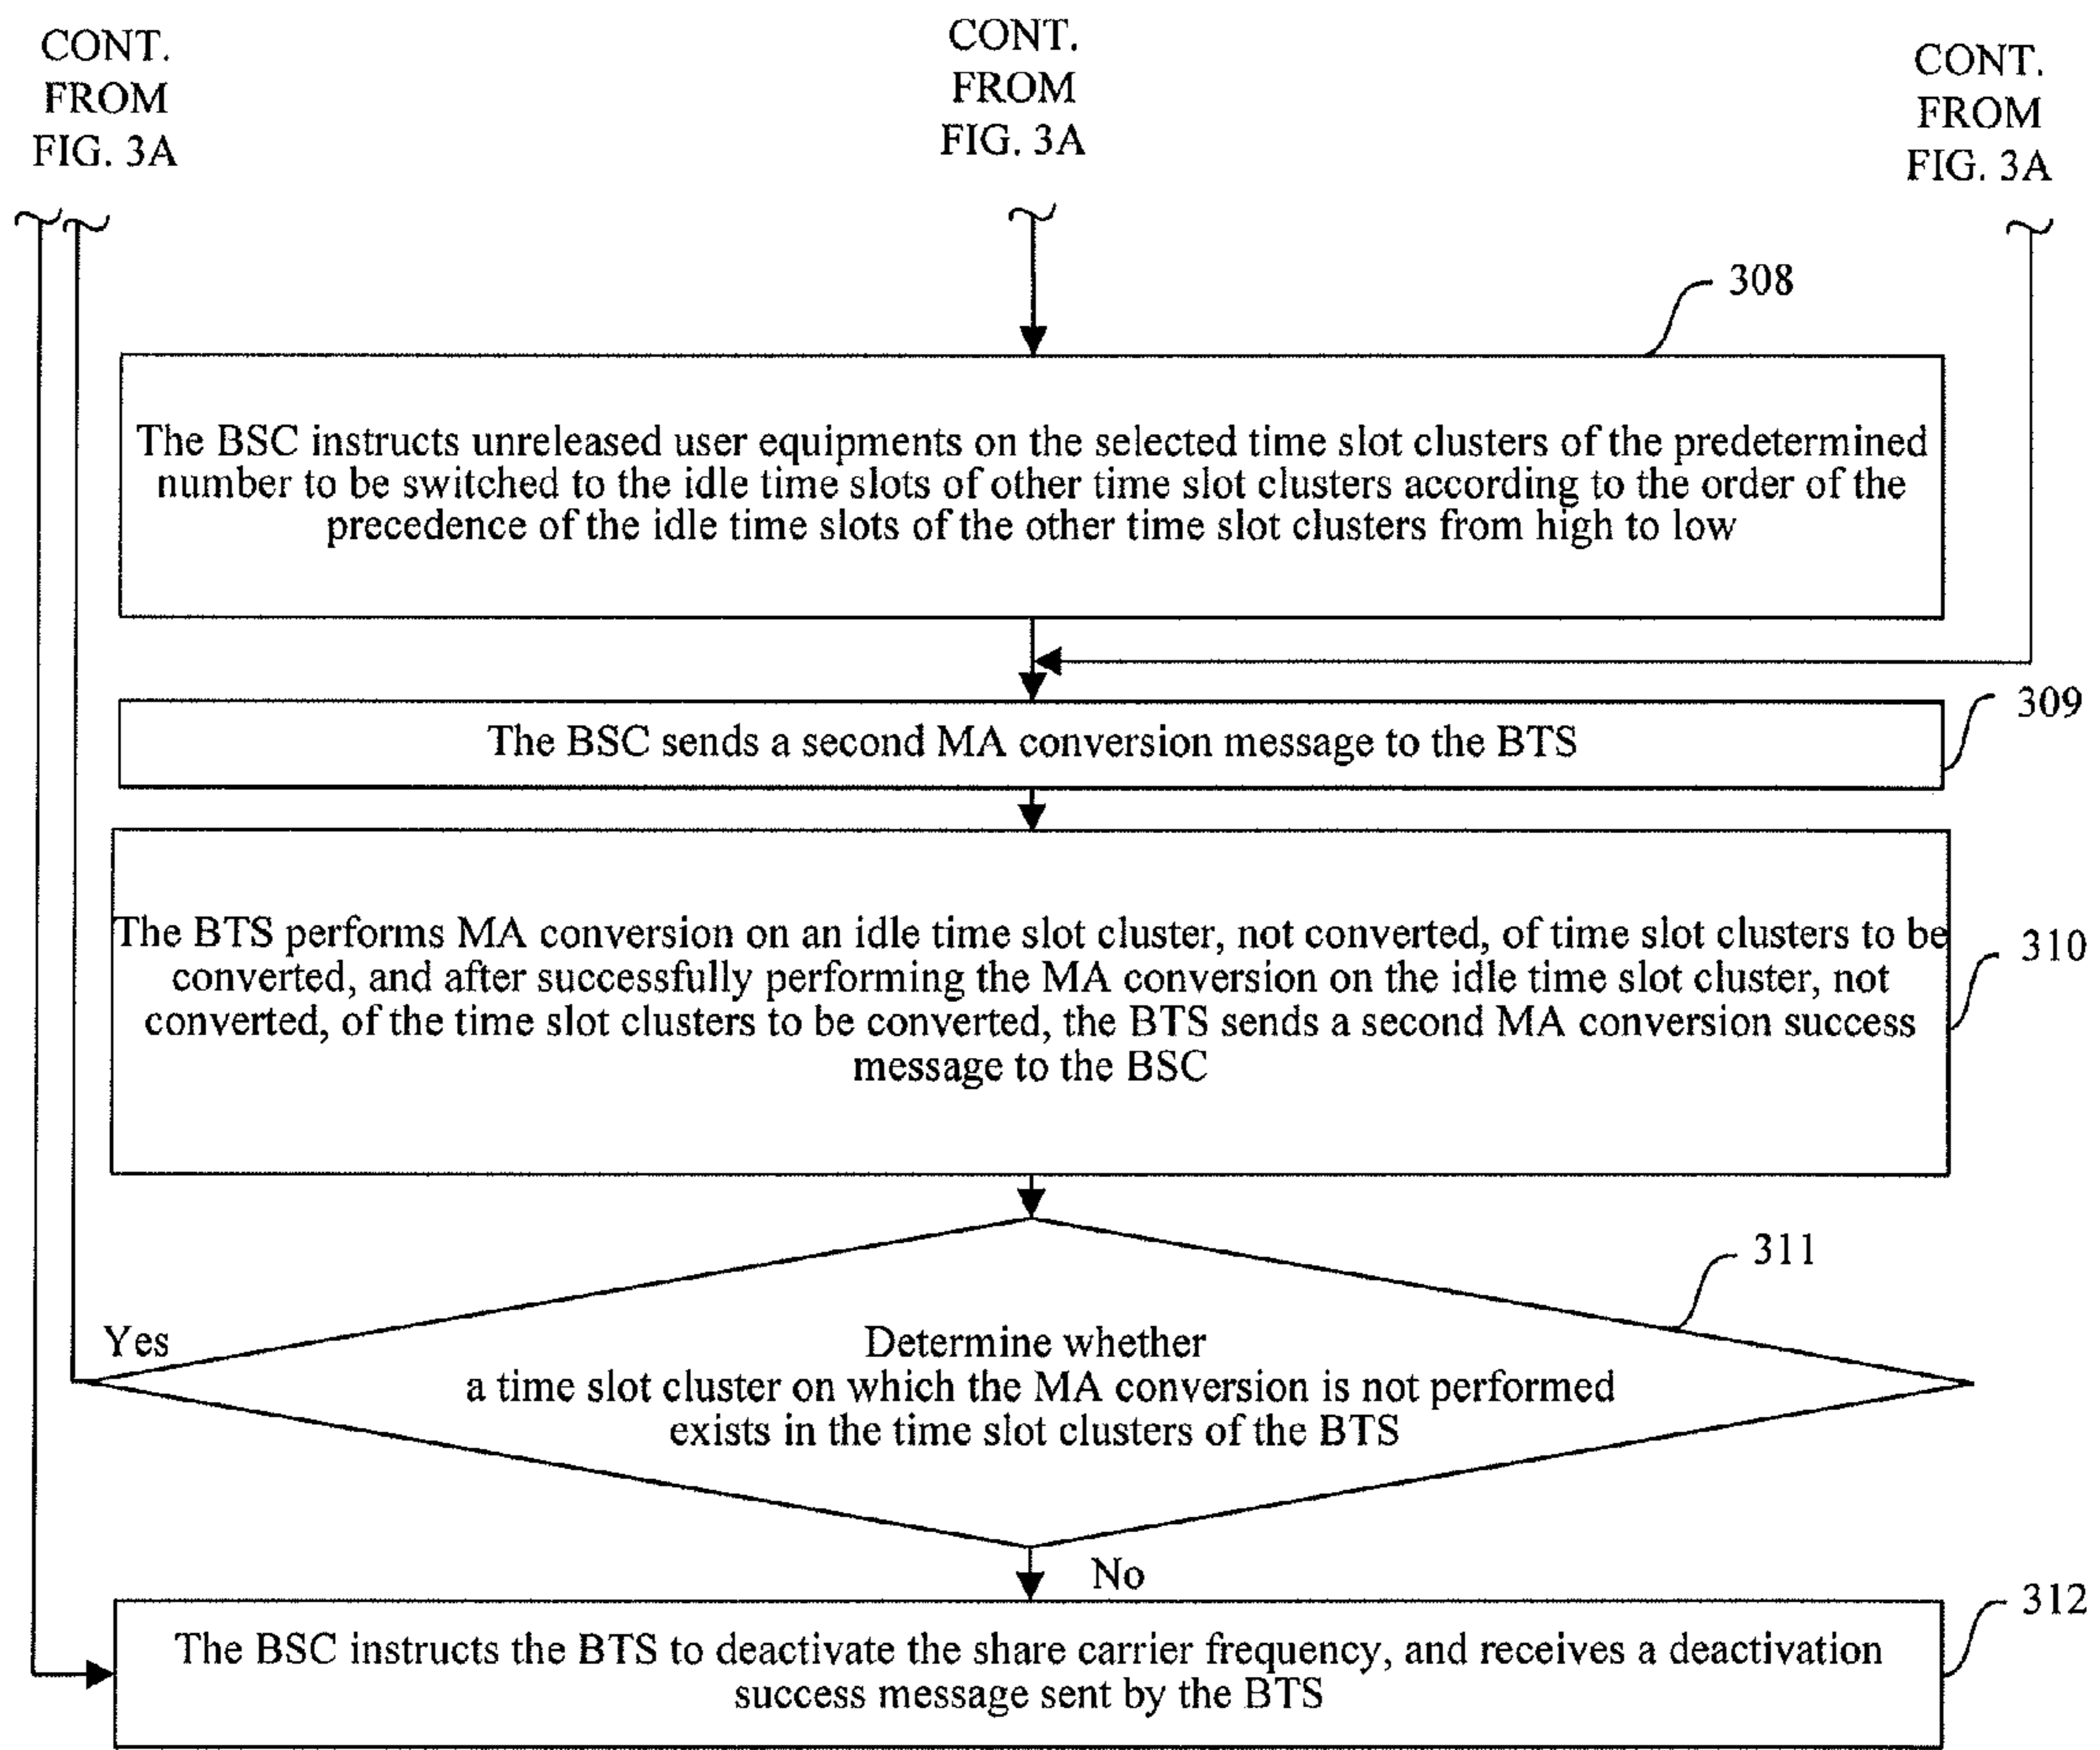 CONT.
FROM
FIG. 3A
CONT.
FROM
FIG. 3A
CONT.
FROM
FIG. 3A
308
The BSC instructs unreleased user equipments on the selected time slot clusters of the predetermined
number to be switched to the idle time slots of other time slot clusters according to the order of the
precedence of the idle time slots of the other time slot clusters from high to low
309
The BSC sends a second MA conversion message to the BTS
The BTS performs MA conversion on an idle time slot cluster, not converted, of time slot clusters to be
converted, and after successfully performing the MA conversion on the idle time slot cluster, not
converted, of the time slot clusters to be converted, the BTS sends a second MA conversion success
message to the BSC
310
311
Yes
Determine whether
a time slot cluster on which the MA conversion is not performed
exists in the time slot clusters of the BTS
No
312
The BSC instructs the BTS to deactivate the share carrier frequency, and receives a deactivation
success message sent by the BTS